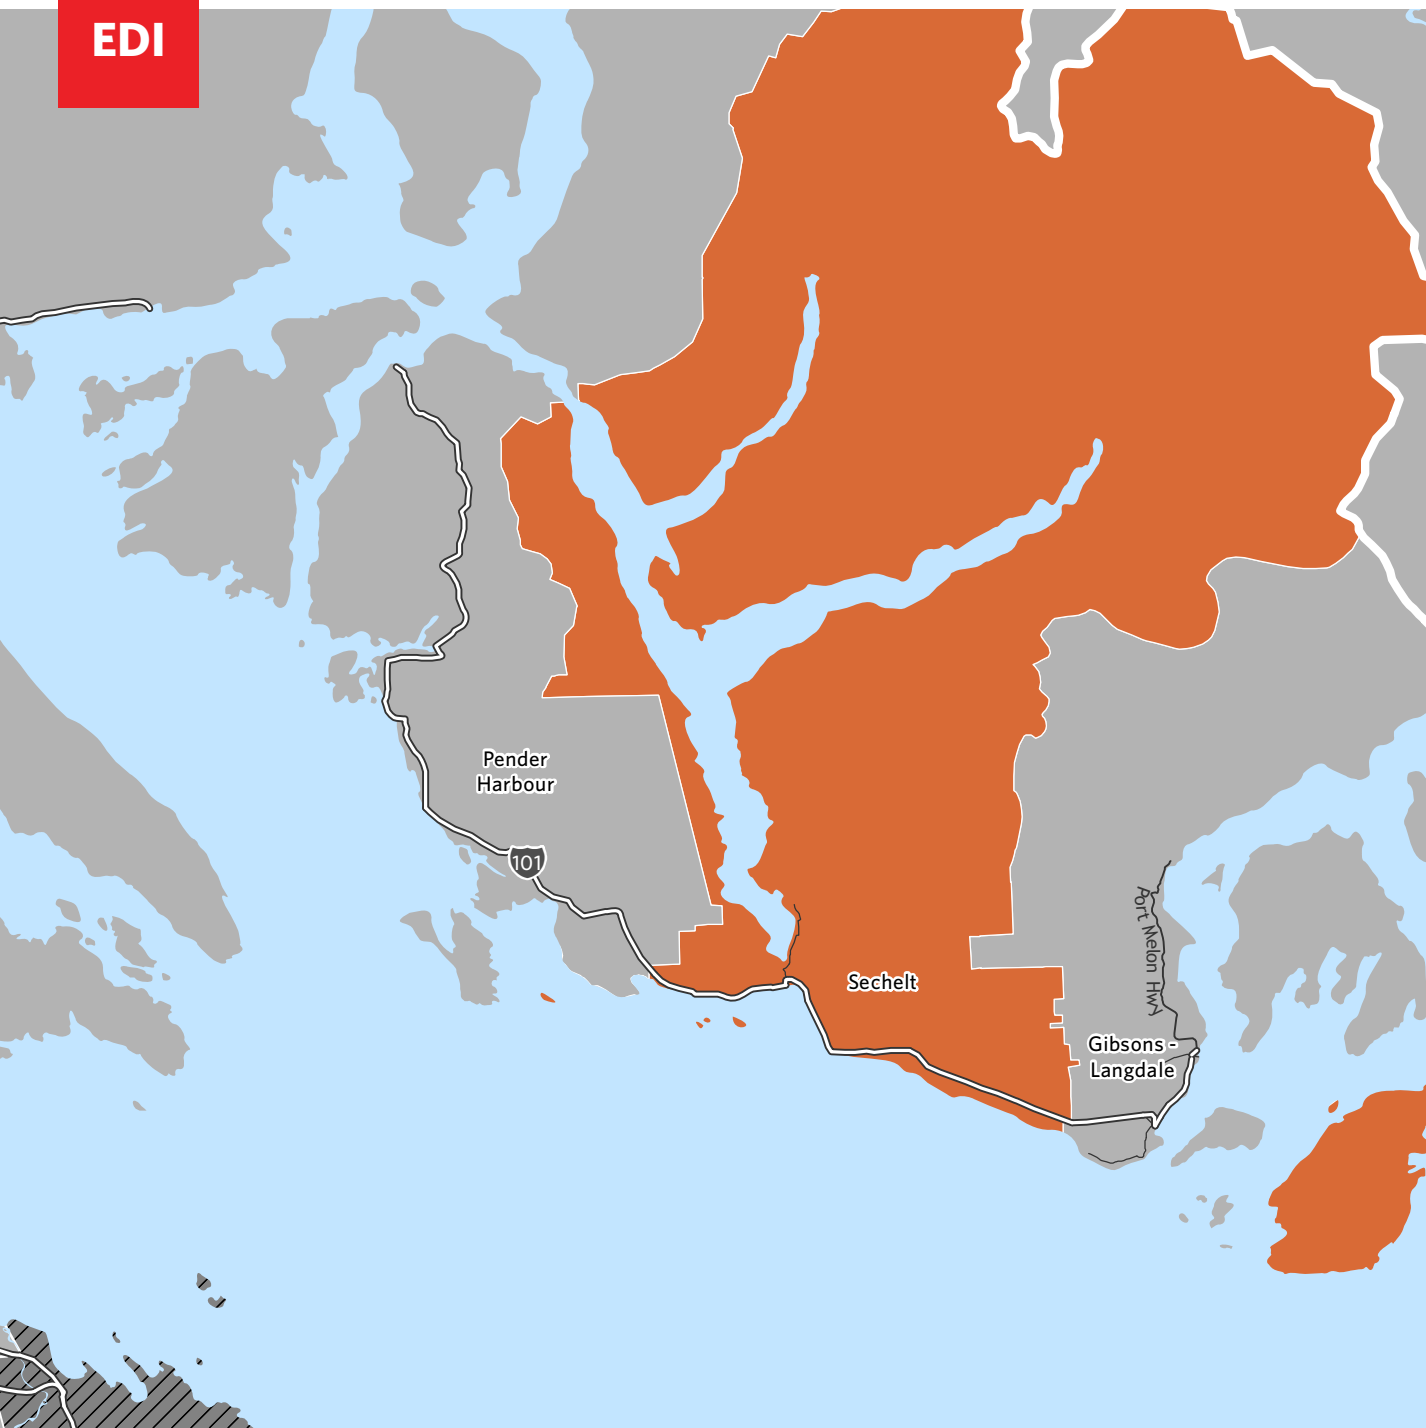 EDI
Pender
Harbour
101
Port Melon Hwy
Sechelt
Gibsons -
Langdale